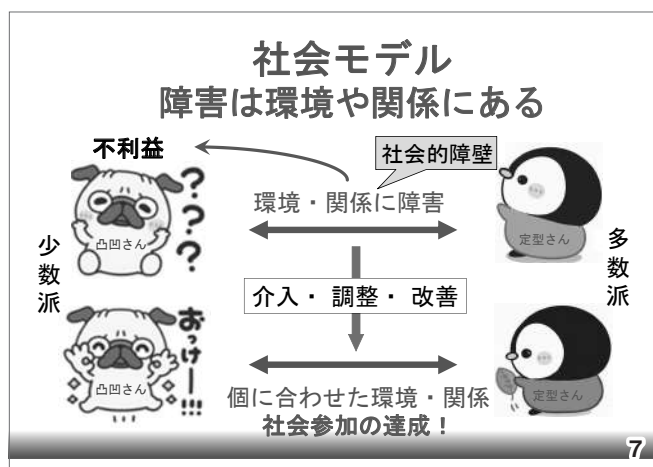 社会モデル
障害は環境や関係にある
不利益
社会的障壁
???
環境・関係に障害
凸凹さん
定型さん
少数派
多数派
介入・調整・改善
おっけー!!!
凸凹さん
定型さん
個に合わせた環境・関係
社会参加の達成!
7